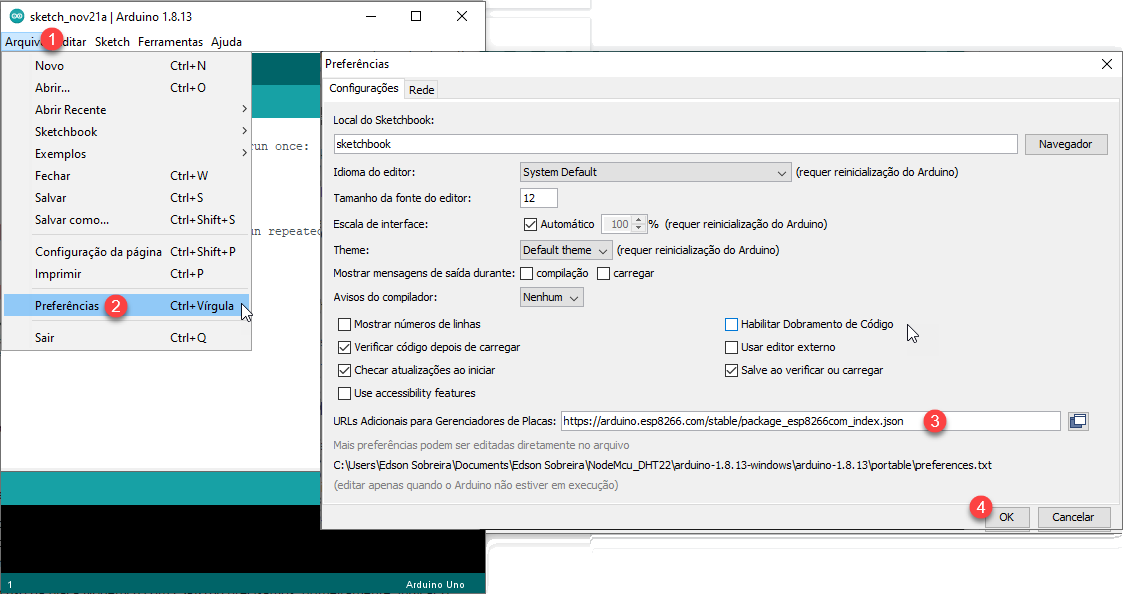 sketch_nov21a | Arduino 1.8.13
Arquiv 1 ditar Sketch Ferramentas Ajuda
Novo Ctrl+N
Abrir... Ctrl+O
Abrir Recente
Sketchbook
Exemplos
Fechar Ctrl+W
Salvar Ctrl+S
Salvar como... Ctrl+Shift+S
Configuração da página Ctrl+Shift+P
Imprimir Ctrl+P
Preferências 2 Ctrl+Vírgula
Sair Ctrl+Q
run once:
n repeated
1 Arduino Uno
Preferências
Configurações Rede
Local do Sketchbook:
sketchbook Navegador
Idioma do editor: System Default (requer reinicialização do Arduino)
Tamanho da fonte do editor: 12
Escala de interface: Automático 100 % (requer reinicialização do Arduino)
Theme: Default theme (requer reinicialização do Arduino)
Mostrar mensagens de saída durante: compilação carregar
Avisos do compilador: Nenhum
Mostrar números de linhas Habilitar Dobramento de Código
Verificar código depois de carregar Usar editor externo
Checar atualizações ao iniciar Salve ao verificar ou carregar
Use accessibility features
URLs Adicionais para Gerenciadores de Placas: https://arduino.esp8266.com/stable/package_esp8266com_index.json 3
Mais preferências podem ser editadas diretamente no arquivo
C:\Users\Edson Sobreira\Documents\Edson Sobreira\NodeMcu_DHT22\arduino-1.8.13-windows\arduino-1.8.13\portable\preferences.txt
(editar apenas quando o Arduino não estiver em execução)
4 OK Cancelar